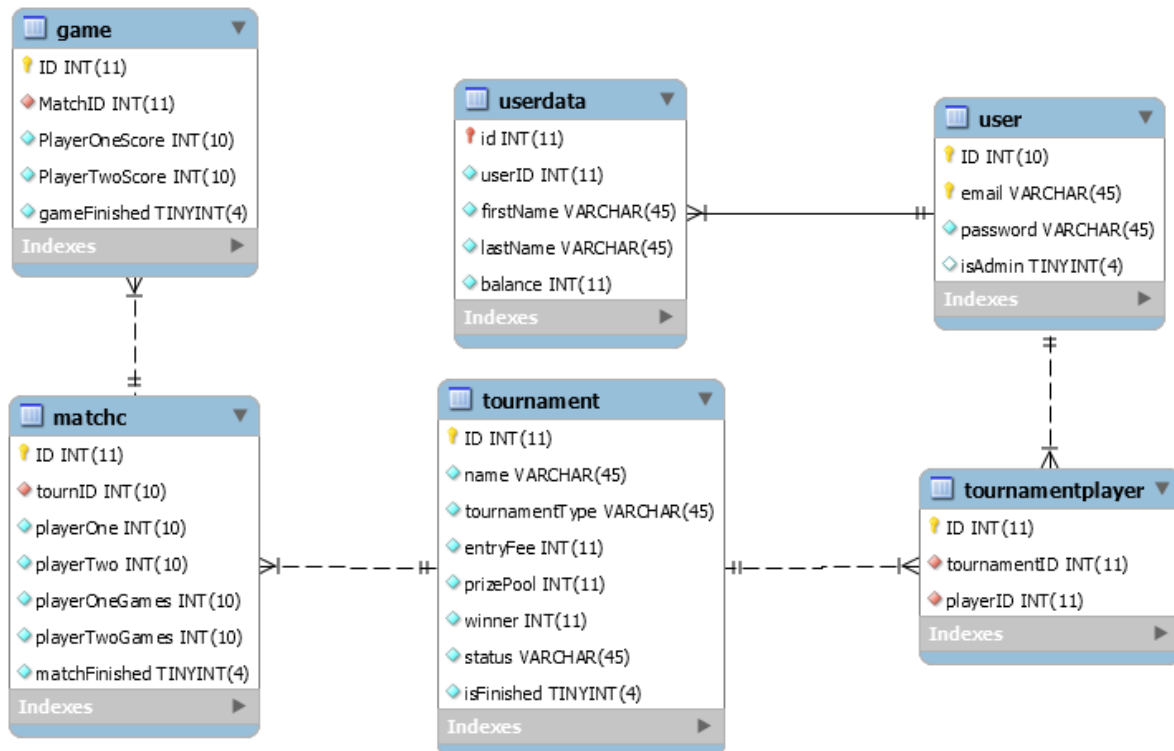 game
ID INT(11)
MatchID INT(11)
PlayerOneScore INT(10)
PlayerTwoScore INT(10)
gameFinished TINYINT(4)
Indexes
userdata
id INT(11)
userID INT(11)
firstName VARCHAR(45)
lastName VARCHAR(45)
balance INT(11)
Indexes
user
ID INT(10)
email VARCHAR(45)
password VARCHAR(45)
isAdmin TINYINT(4)
Indexes
matchc
ID INT(11)
tournID INT(10)
playerOne INT(10)
playerTwo INT(10)
playerOneGames INT(10)
playerTwoGames INT(10)
matchFinished TINYINT(4)
Indexes
tournament
ID INT(11)
name VARCHAR(45)
tournamentType VARCHAR(45)
entryFee INT(11)
prizePool INT(11)
winner INT(11)
status VARCHAR(45)
isFinished TINYINT(4)
Indexes
tournamentplayer
ID INT(11)
tournamentID INT(11)
playerID INT(11)
Indexes